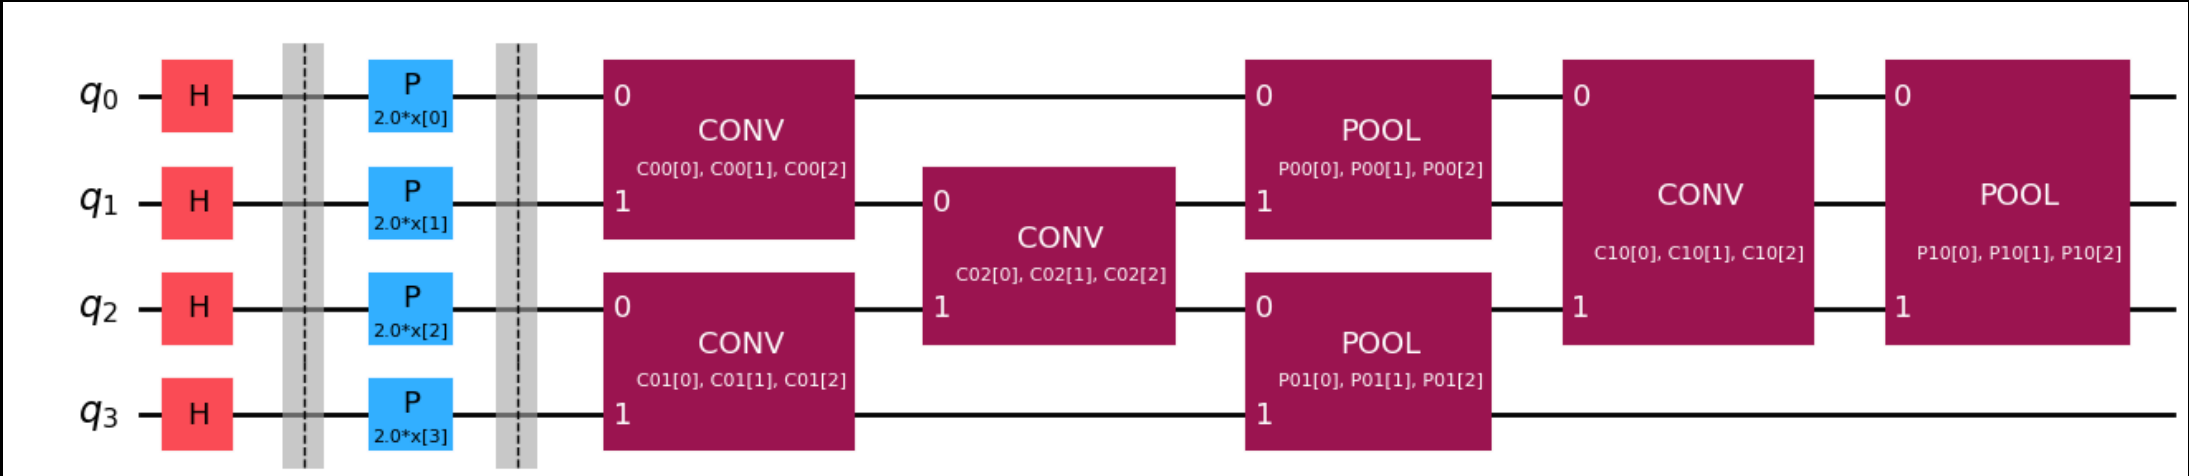 q0 H P 0 CONV 0 POOL 0 CONV 0 POOL
2.0*x[0] C00[0], C00[1], C00[2] P00[0], P00[1], P00[2] C10[0], C10[1], C10[2] P10[0], P10[1], P10[2]
q1 H P 1 0 CONV 1
2.0*x[1] C02[0], C02[1], C02[2]
q2 H P 0 CONV 1 0 POOL 1 1
2.0*x[2] C01[0], C01[1], C01[2] P01[0], P01[1], P01[2]
q3 H P 1 1
2.0*x[3]